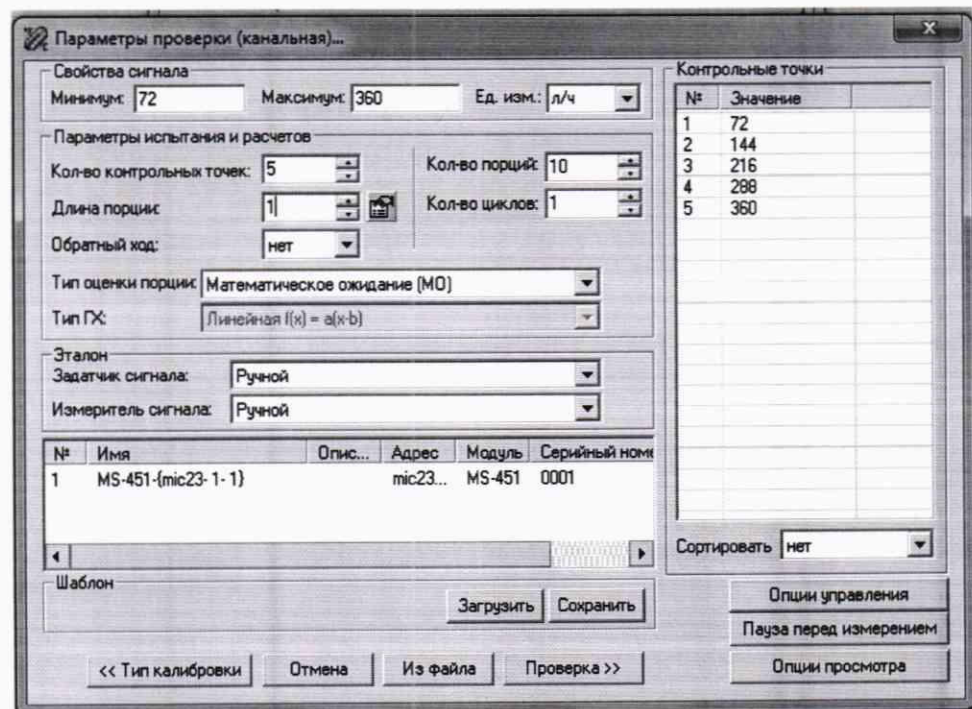 Параметры проверки (канальная)...
Свойства сигнала
Минимум: 72 Максимум: 360 Ед. изм.: л/ч
Параметры испытания и расчетов
Кол-во контрольных точек: 5
Кол-во порций: 10
Длина порции: 1
Кол-во циклов: 1
Обратный ход: нет
Тип оценки порции: Математическое ожидание (МО)
Тип ГХ: Линейная f(x) = a(x-b)
Эталон
Задатчик сигнала: Ручной
Измеритель сигнала: Ручной
№ Имя Опис... Адрес Модуль Серийный номе
1 MS-451-{mic23- 1- 1} mic23... MS-451 0001
Шаблон
Загрузить Сохранить
<< Тип калибровки Отмена Из файла Проверка >>
Контрольные точки
№ Значение
1 72
2 144
3 216
4 288
5 360
Сортировать нет
Опции управления
Пауза перед измерением
Опции просмотра